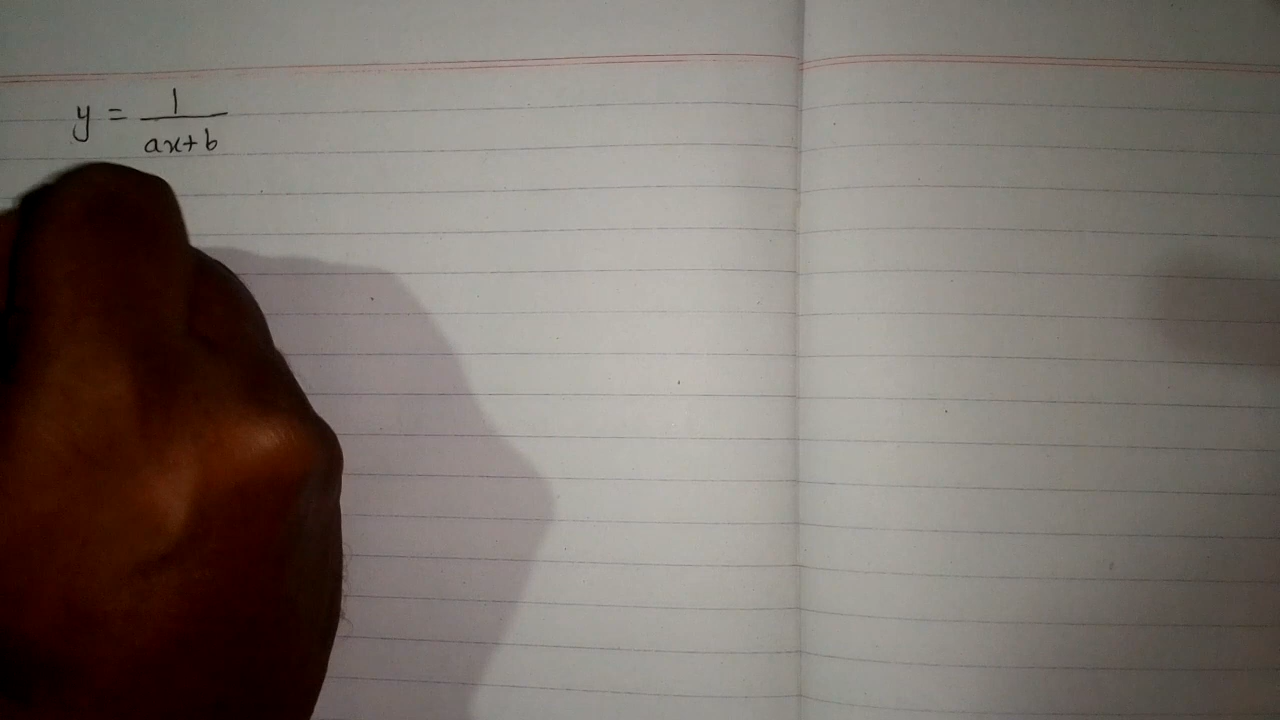 y = 1/(ax+b)